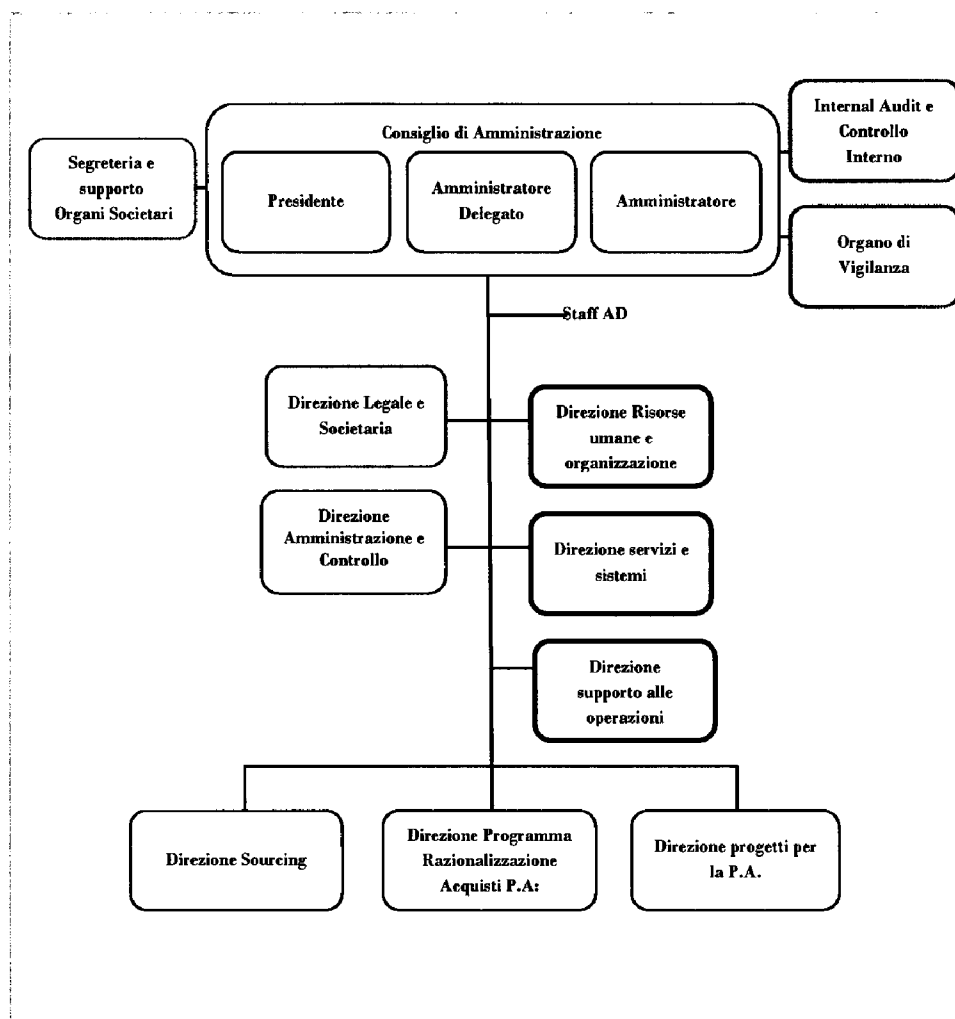 Consiglio di Amministrazione
Internal Audit e
Controllo
Interno
Segreteria e
supporto
Organi Societari
Presidente
Amministratore
Delegato
Amministratore
Organo di
Vigilanza
Staff AD
Direzione Legale e
Societaria
Direzione Risorse
umane e
organizzazione
Direzione
Amministrazione e
Controllo
Direzione servizi e
sistemi
Direzione
supporto alle
operazioni
Direzione Sourcing
Direzione Programma
Razionalizzazione
Acquisti P.A:
Direzione progetti per
la P.A.